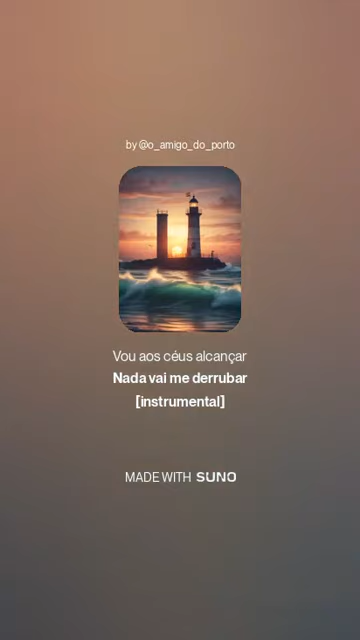 by @o_amigo_do_porto
Vou aos céus alcançar
Nada vai me derrubar
[instrumental]
MADE WITH SUNO